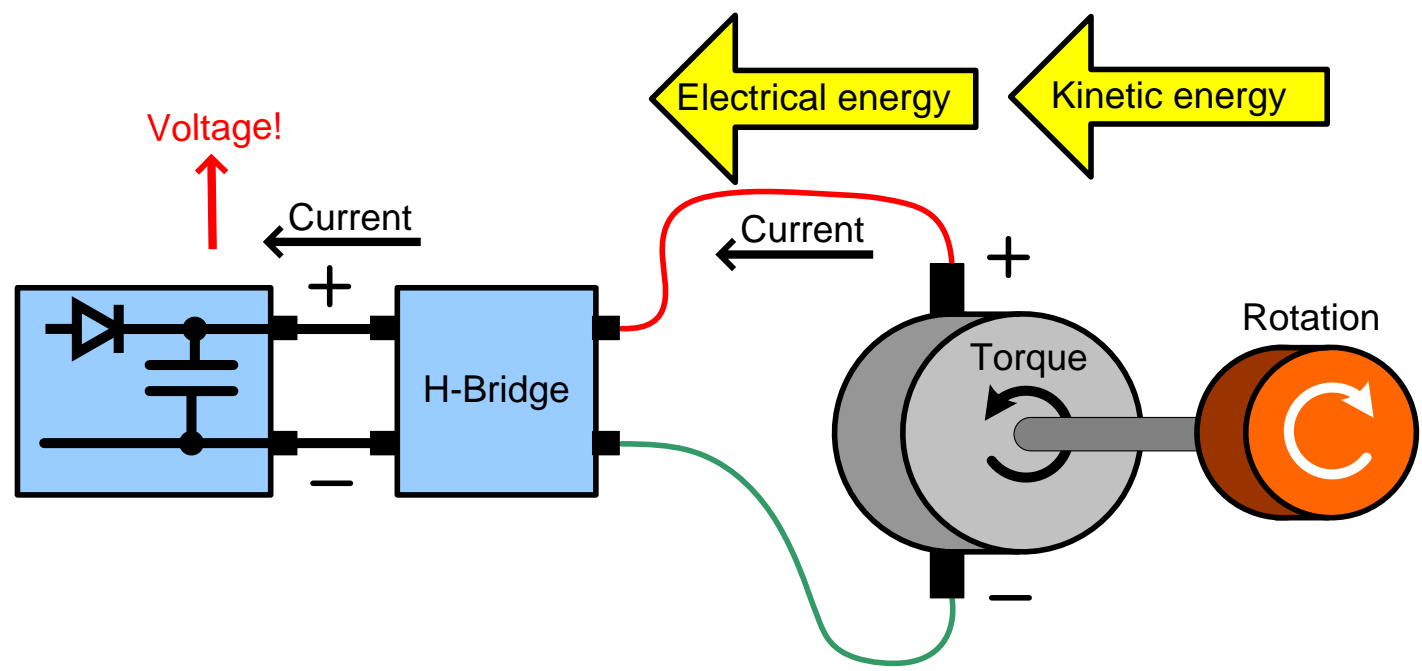 Electrical energy
Kinetic energy
Voltage!
Current
Current
+
+
Rotation
Torque
H-Bridge
−
−